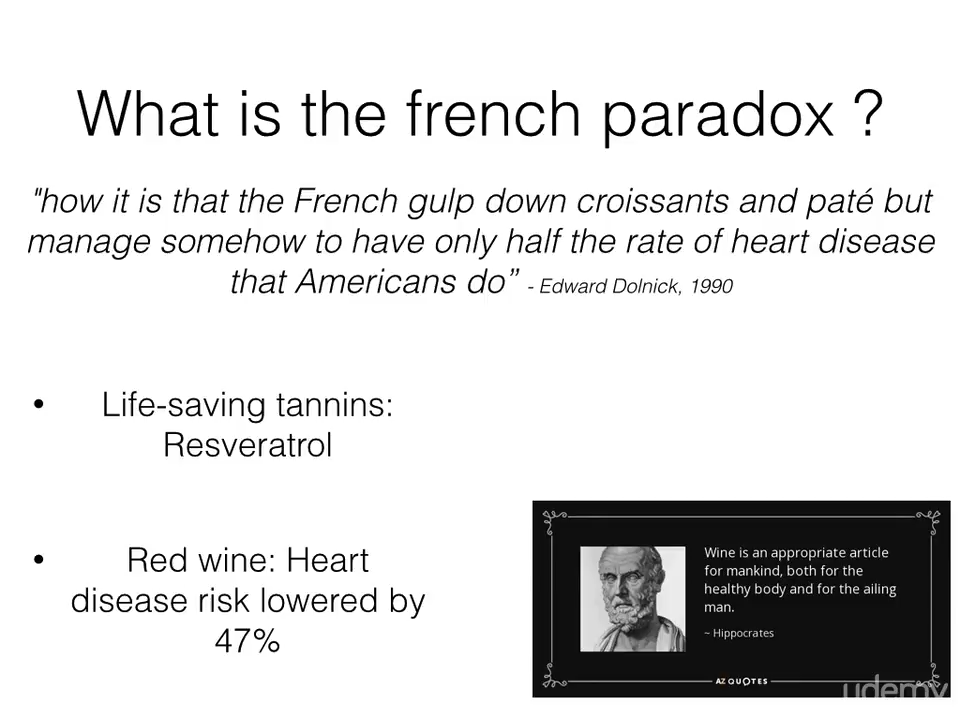 What is the french paradox ?
"how it is that the French gulp down croissants and paté but
manage somehow to have only half the rate of heart disease
that Americans do” - Edward Dolnick, 1990
• Life-saving tannins:
Resveratrol
• Red wine: Heart
disease risk lowered by
47%
Wine is an appropriate article
for mankind, both for the
healthy body and for the ailing
man.
~ Hippocrates
AZ QUOTES
udemy